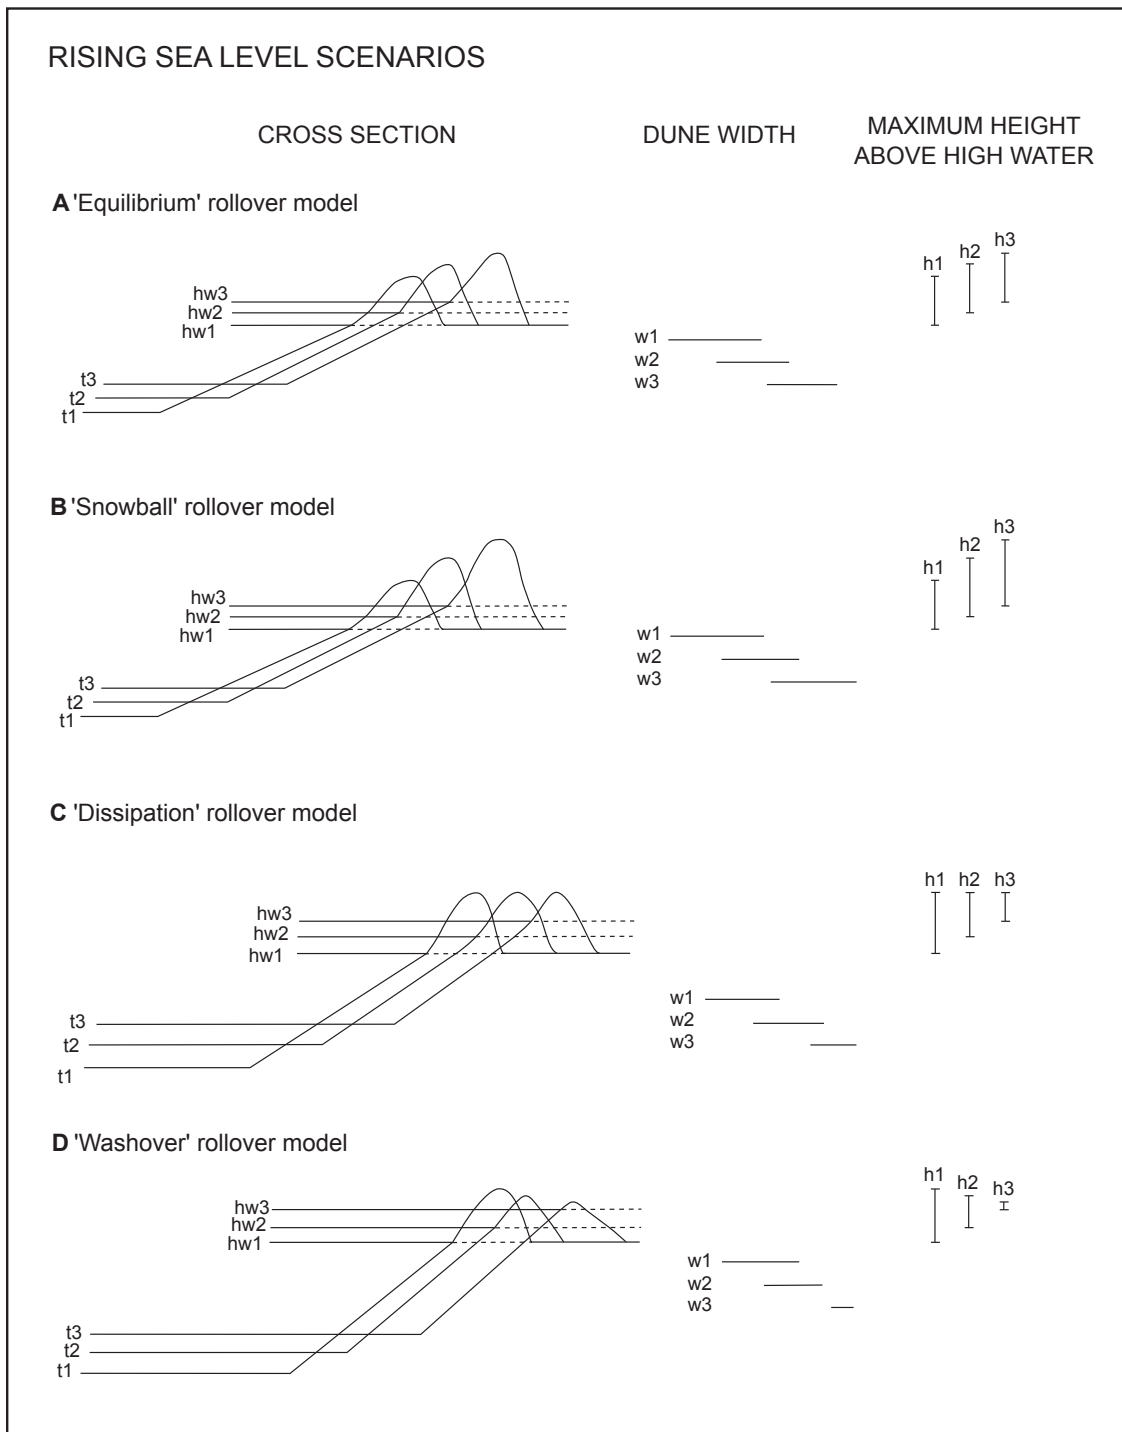 RISING SEA LEVEL SCENARIOS
CROSS SECTION
DUNE WIDTH
MAXIMUM HEIGHT
ABOVE HIGH WATER
A 'Equilibrium' rollover model
hw3
hw2
hw1
t3
t2
t1
w1
w2
w3
h1
h2
h3
B 'Snowball' rollover model
hw3
hw2
hw1
t3
t2
t1
w1
w2
w3
h1
h2
h3
C 'Dissipation' rollover model
hw3
hw2
hw1
t3
t2
t1
w1
w2
w3
h1 h2 h3
D 'Washover' rollover model
hw3
hw2
hw1
t3
t2
t1
w1
w2
w3
h1
h2
h3